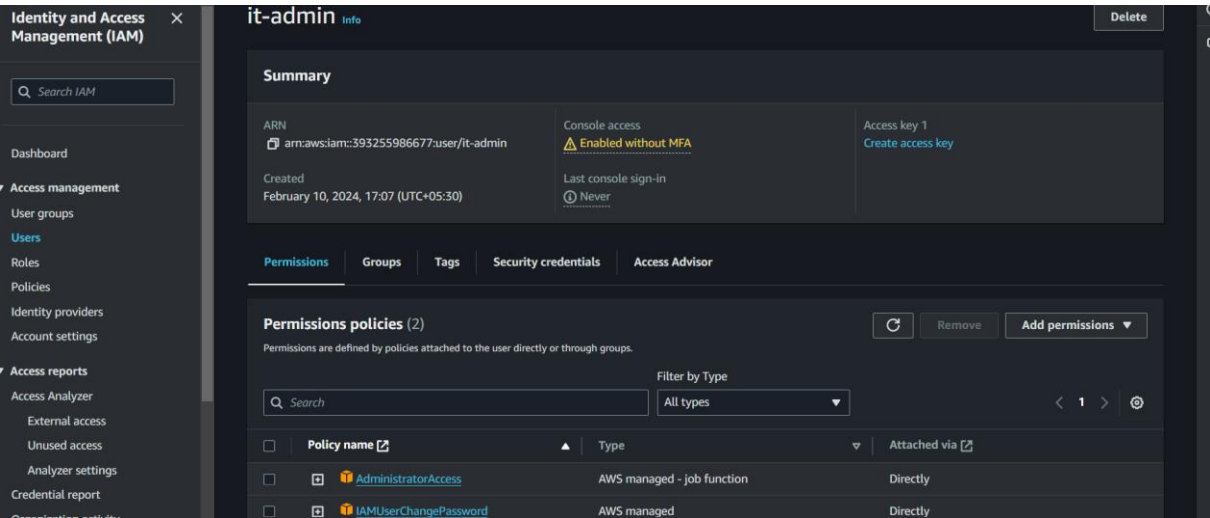 Identity and Access
Management (IAM)
Search IAM
Dashboard
Access management
User groups
Users
Roles
Policies
Identity providers
Account settings
Access reports
Access Analyzer
External access
Unused access
Analyzer settings
Credential report
Organization activity
it-admin Info
Delete
Summary
ARN
arn:aws:iam::393255986677:user/it-admin
Created
February 10, 2024, 17:07 (UTC+05:30)
Console access
Enabled without MFA
Last console sign-in
Never
Access key 1
Create access key
Permissions Groups Tags Security credentials Access Advisor
Permissions policies (2)
Remove Add permissions
Permissions are defined by policies attached to the user directly or through groups.
Filter by Type
Search All types 1
Policy name Type Attached via
AdministratorAccess AWS managed - job function Directly
IAMUserChangePassword AWS managed Directly